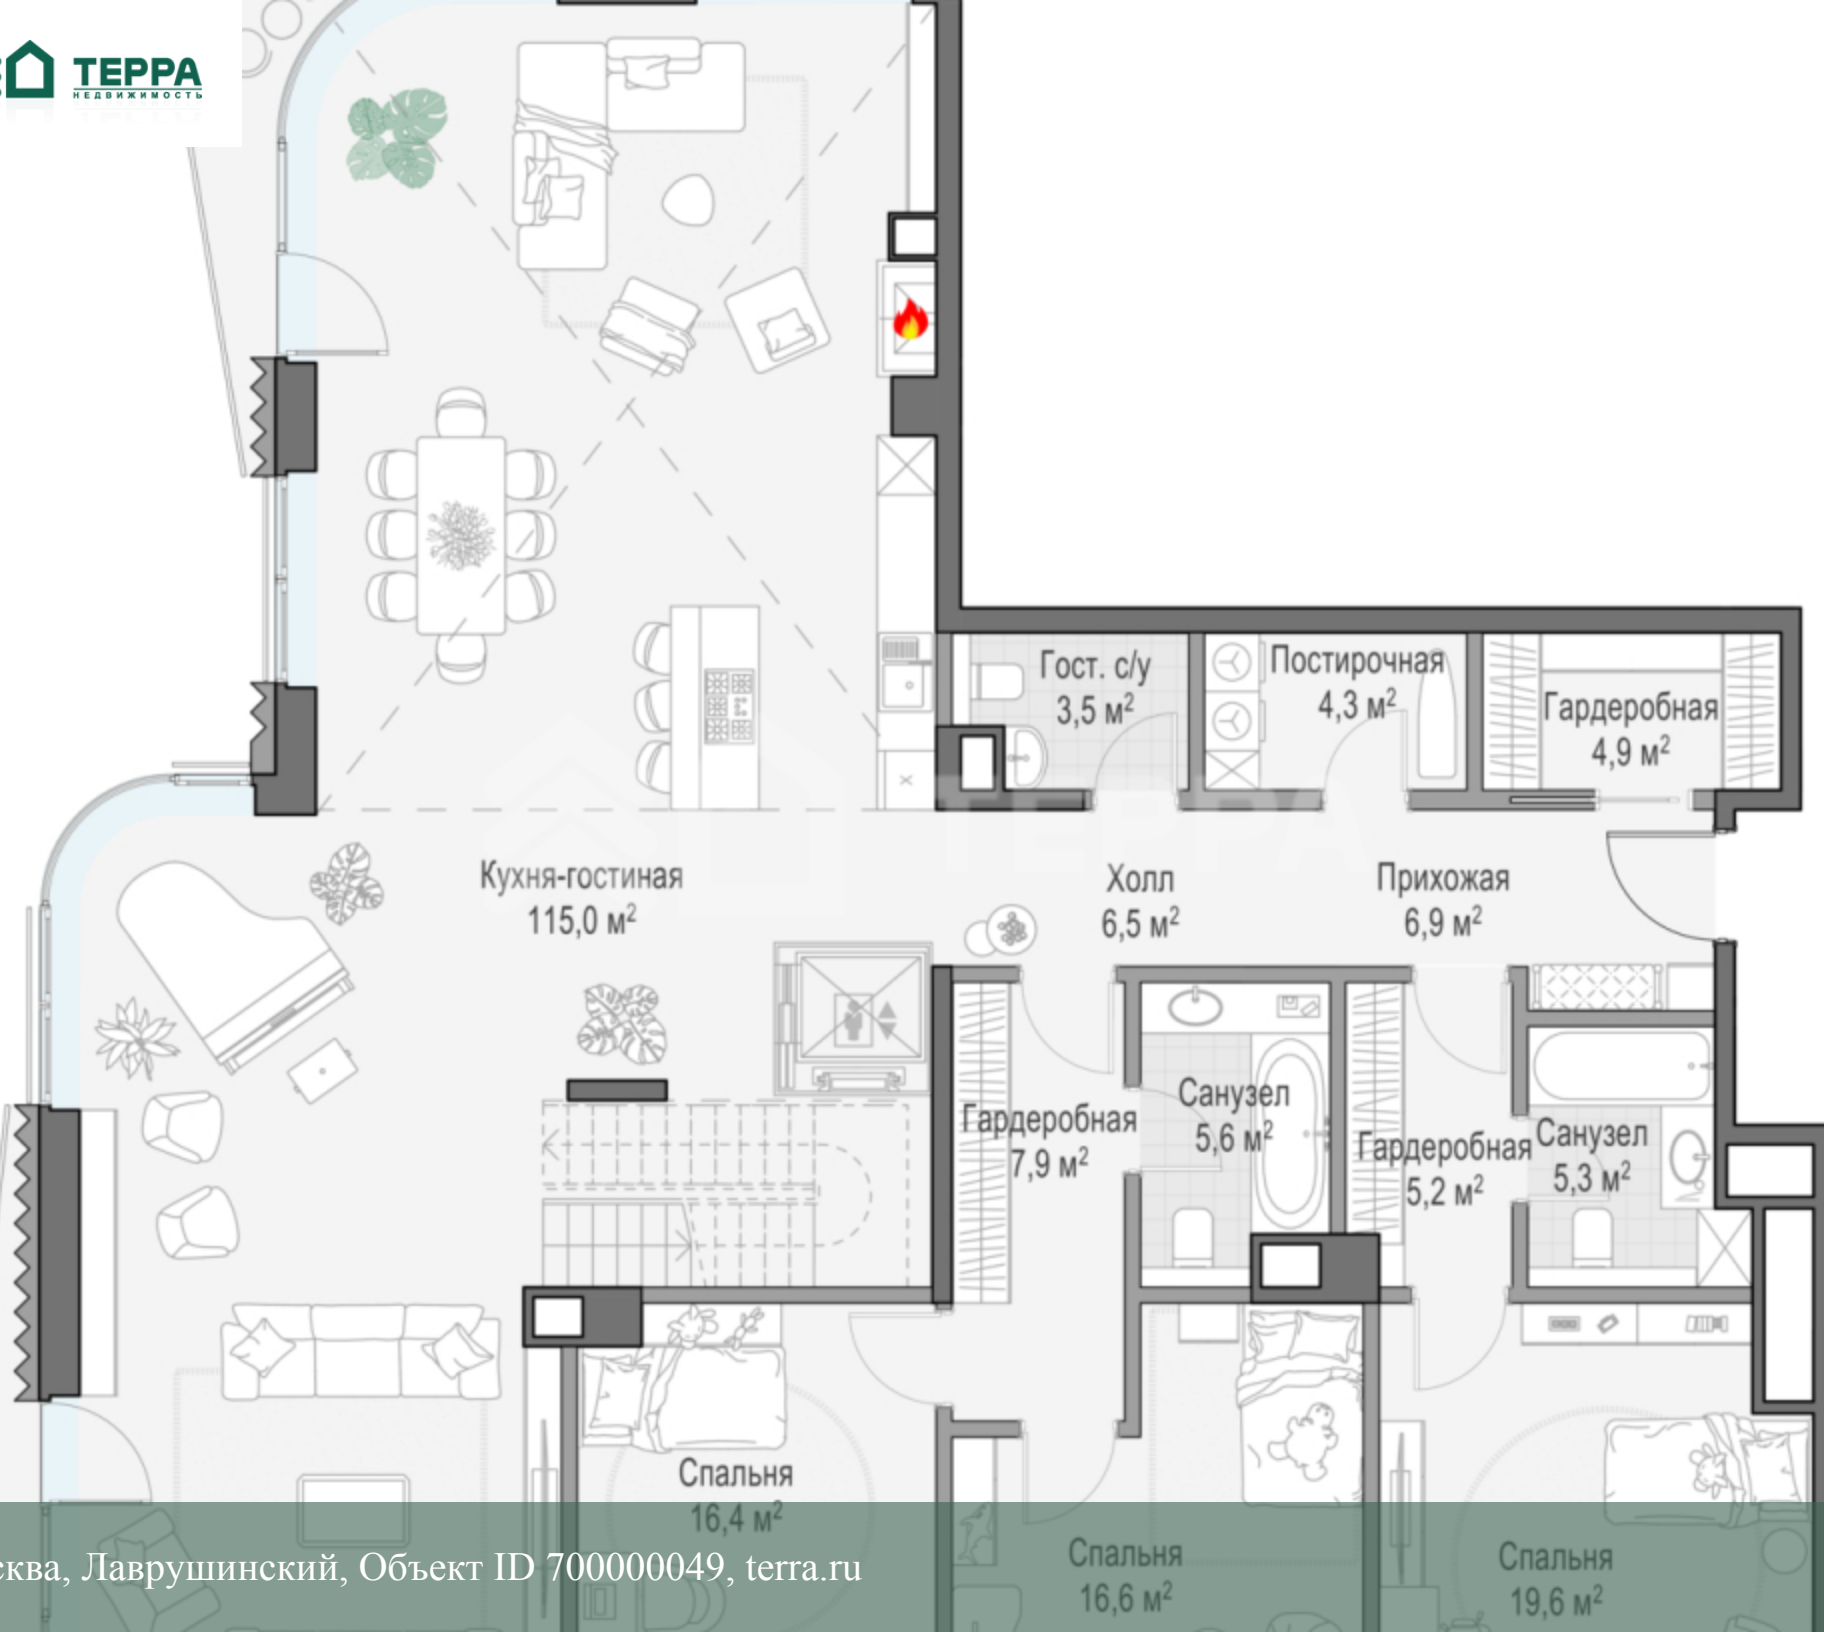 ТЕРРА
НЕДВИЖИМОСТЬ
Гост. с/у
3,5 м²
Постирочная
4,3 м²
Гардеробная
4,9 м²
Кухня-гостиная
115,0 м²
Холл
6,5 м²
Прихожая
6,9 м²
Гардеробная
7,9 м²
Санузел
5,6 м²
Гардеробная
5,2 м²
Санузел
5,3 м²
Спальня
16,4 м²
Спальня
16,6 м²
Спальня
19,6 м²
ТЕРРА
сква, Лаврушинский, Объект ID 700000049, terra.ru